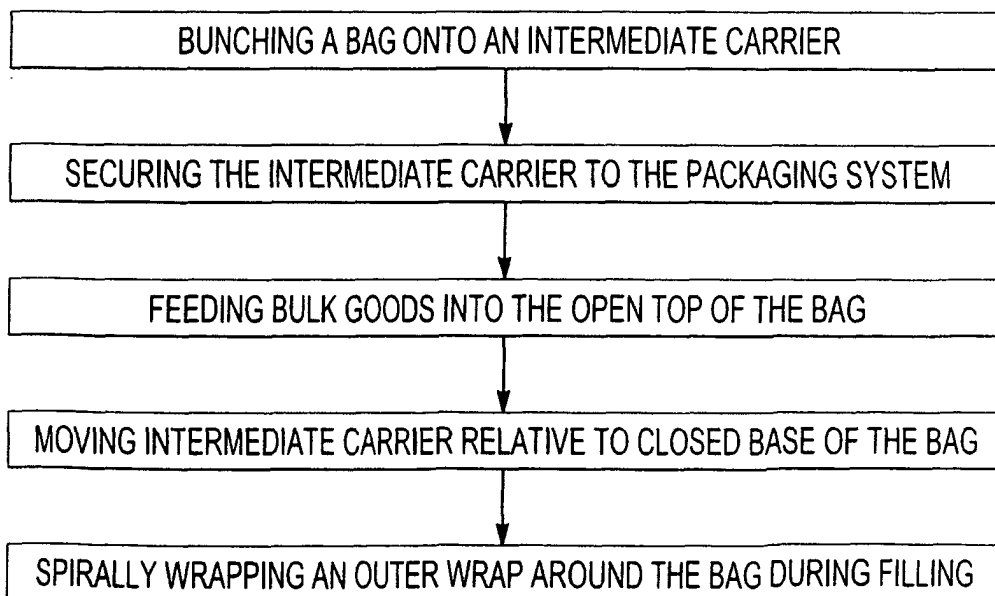 BUNCHING A BAG ONTO AN INTERMEDIATE CARRIER
SECURING THE INTERMEDIATE CARRIER TO THE PACKAGING SYSTEM
FEEDING BULK GOODS INTO THE OPEN TOP OF THE BAG
MOVING INTERMEDIATE CARRIER RELATIVE TO CLOSED BASE OF THE BAG
SPIRALLY WRAPPING AN OUTER WRAP AROUND THE BAG DURING FILLING